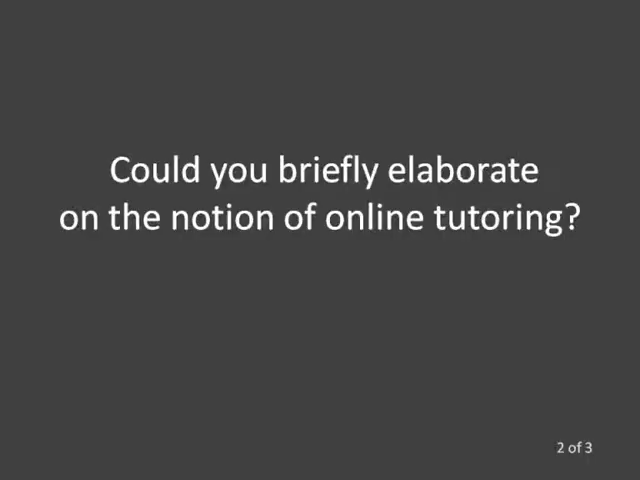 Could you briefly elaborate
on the notion of online tutoring?
2 of 3